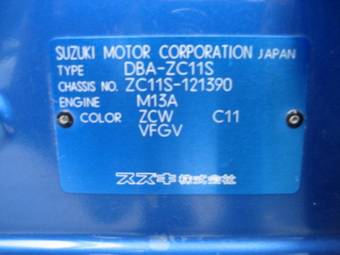 SUZUKI MOTOR CORPORATION JAPAN
TYPE DBA-ZC11S
CHASSIS NO. ZC11S-121390
ENGINE M13A
COLOR ZCW C11
VFGV
スズキ株式会社